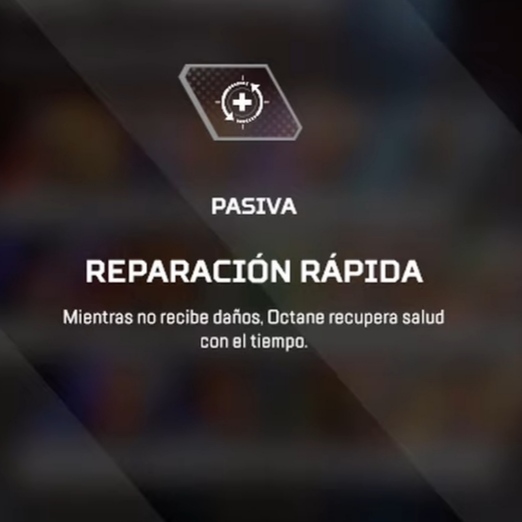 PASIVA
REPARACIÓN RÁPIDA
Mientras no recibe daños, Octane recupera salud
con el tiempo.